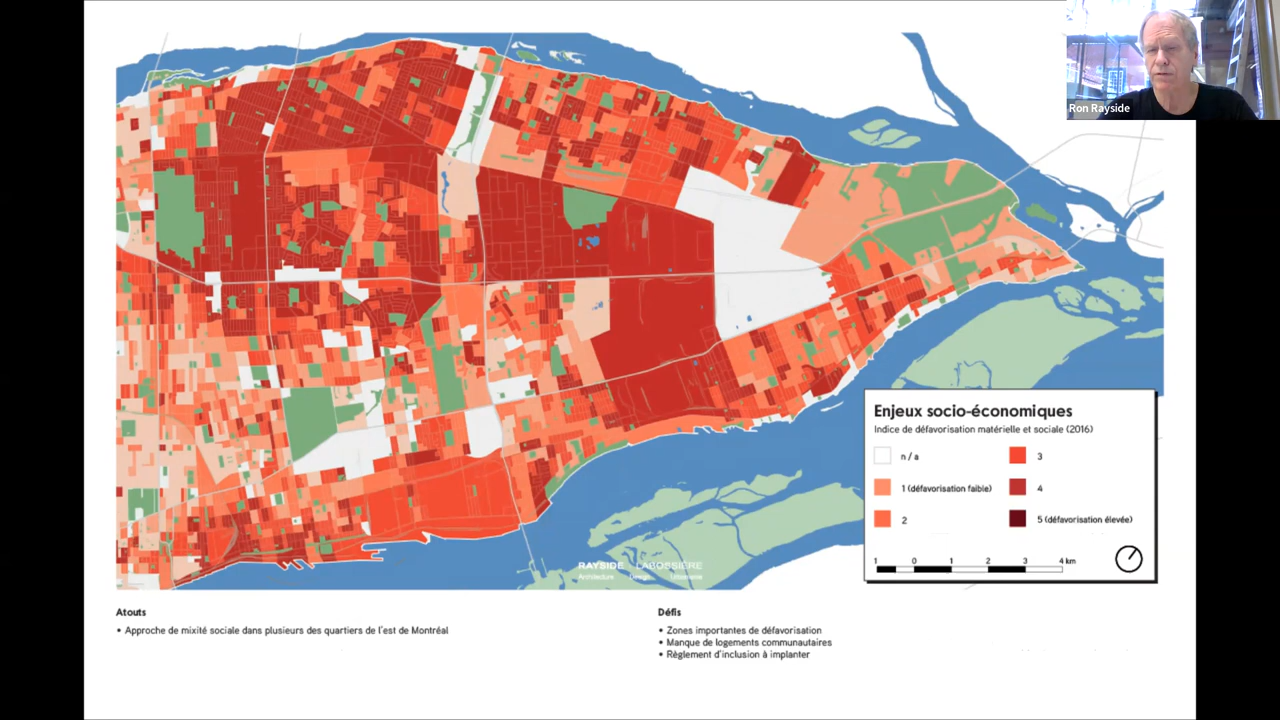 Ron Rayside
Enjeux socio-économiques
Indice de défavorisation matérielle et sociale (2016)
n / a
1 (défavorisation faible)
2
3
4
5 (défavorisation élevée)
1 0 1 2 3 4 km
RAYSIDE LABOSSIÈRE
Architecture Design Urbanisme
Atouts
• Approche de mixité sociale dans plusieurs des quartiers de l'est de Montréal
Défis
• Zones importantes de défavorisation
• Manque de logements communautaires
• Règlement d'inclusion à implanter